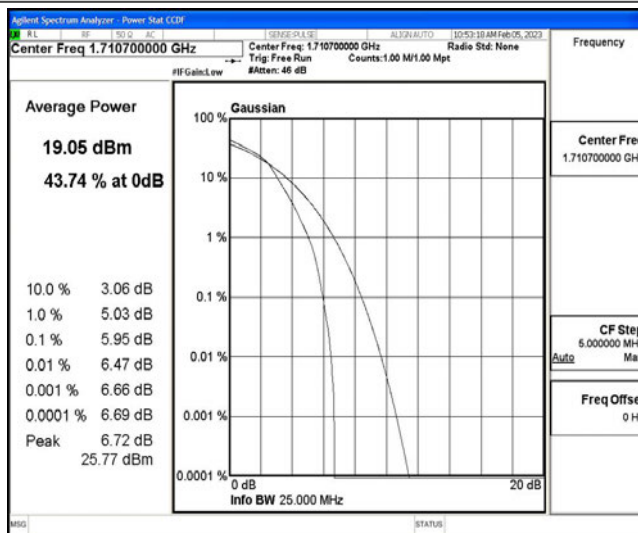 Agilent Spectrum Analyzer - Power Stat CCDF
RL RF 50 Ω AC SENSE:PULSE ALIGN AUTO 10:53:18 AM Feb 05, 2023
Center Freq 1.710700000 GHz
Center Freq: 1.710700000 GHz Radio Std: None
Trig: Free Run Counts:1.00 M/1.00 Mpt
#IFGain:Low #Atten: 46 dB
Frequency
Average Power
19.05 dBm
43.74 % at 0dB
10.0 % 3.06 dB
1.0 % 5.03 dB
0.1 % 5.95 dB
0.01 % 6.47 dB
0.001 % 6.66 dB
0.0001 % 6.69 dB
Peak 6.72 dB
25.77 dBm
Gaussian
100 %
10 %
1 %
0.1 %
0.01 %
0.001 %
0.0001 %
0 dB 20 dB
Info BW 25.000 MHz
Center Fre
1.710700000 GH
CF Step
5.000000 MH
Auto Ma
Freq Offse
0 H
MSG STATUS